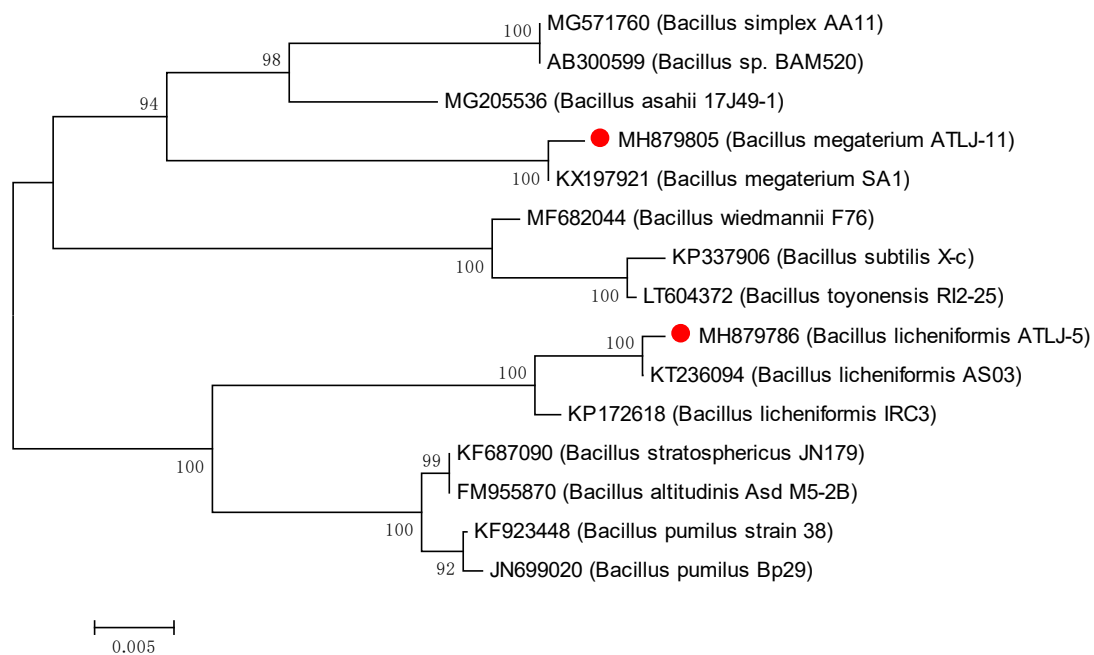 100
MG571760 (Bacillus simplex AA11)
AB300599 (Bacillus sp. BAM520)
98
MG205536 (Bacillus asahii 17J49-1)
94
MH879805 (Bacillus megaterium ATLJ-11)
100
KX197921 (Bacillus megaterium SA1)
MF682044 (Bacillus wiedmannii F76)
100
KP337906 (Bacillus subtilis X-c)
100
LT604372 (Bacillus toyonensis RI2-25)
100
MH879786 (Bacillus licheniformis ATLJ-5)
KT236094 (Bacillus licheniformis AS03)
100
KP172618 (Bacillus licheniformis IRC3)
100
99
KF687090 (Bacillus stratosphericus JN179)
FM955870 (Bacillus altitudinis Asd M5-2B)
100
KF923448 (Bacillus pumilus strain 38)
92
JN699020 (Bacillus pumilus Bp29)
0.005